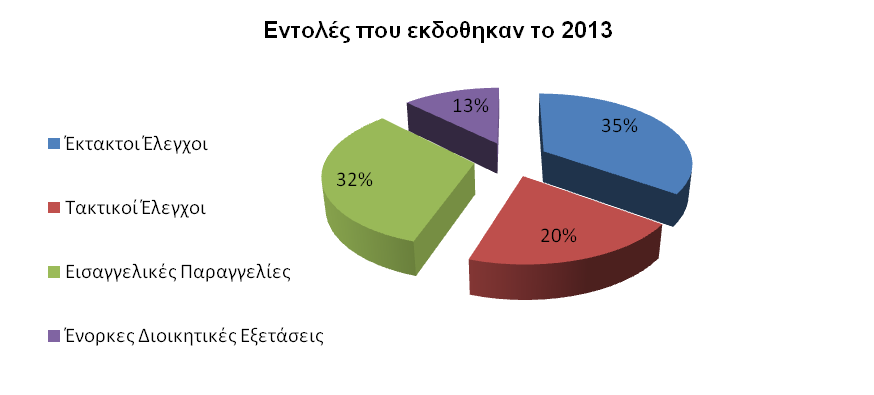 Εντολές που εκδοθηκαν το 2013
Έκτακτοι Έλεγχοι
Τακτικοί Έλεγχοι
Εισαγγελικές Παραγγελίες
Ένορκες Διοικητικές Εξετάσεις
13%
35%
32%
20%